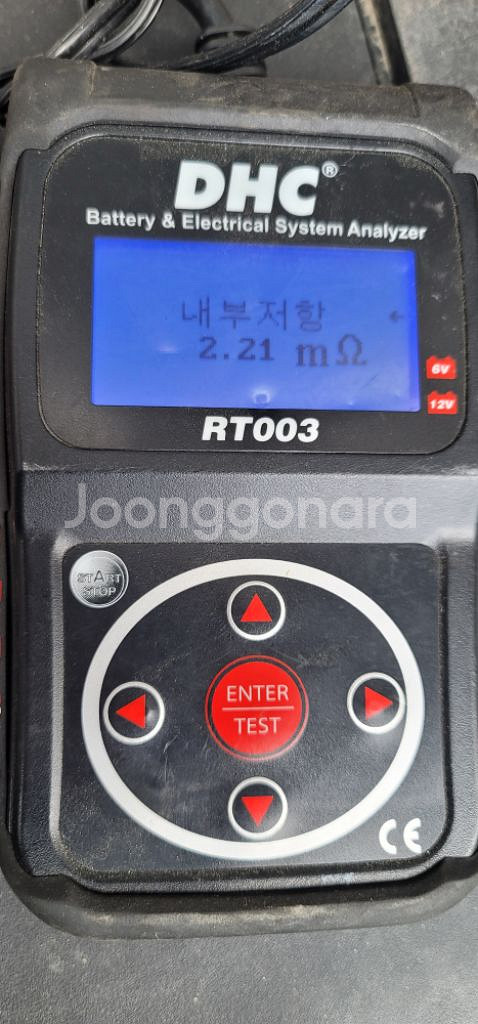 DHC®
Battery & Electrical System Analyzer
내부저항 ←
2.21 mΩ
6V
12V
RT003
Joonggonara
START
STOP
ENTER
TEST
CE